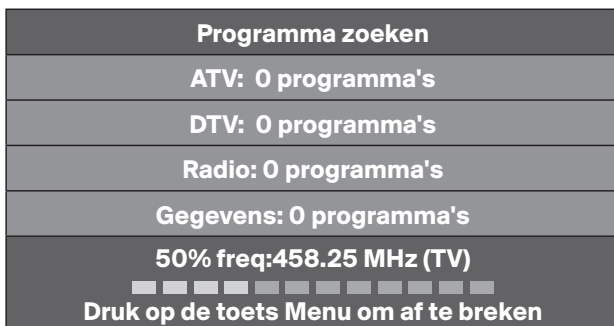 Programma zoeken
ATV: 0 programma's
DTV: 0 programma's
Radio: 0 programma's
Gegevens: 0 programma's
50% freq:458.25 MHz (TV)
Druk op de toets Menu om af te breken